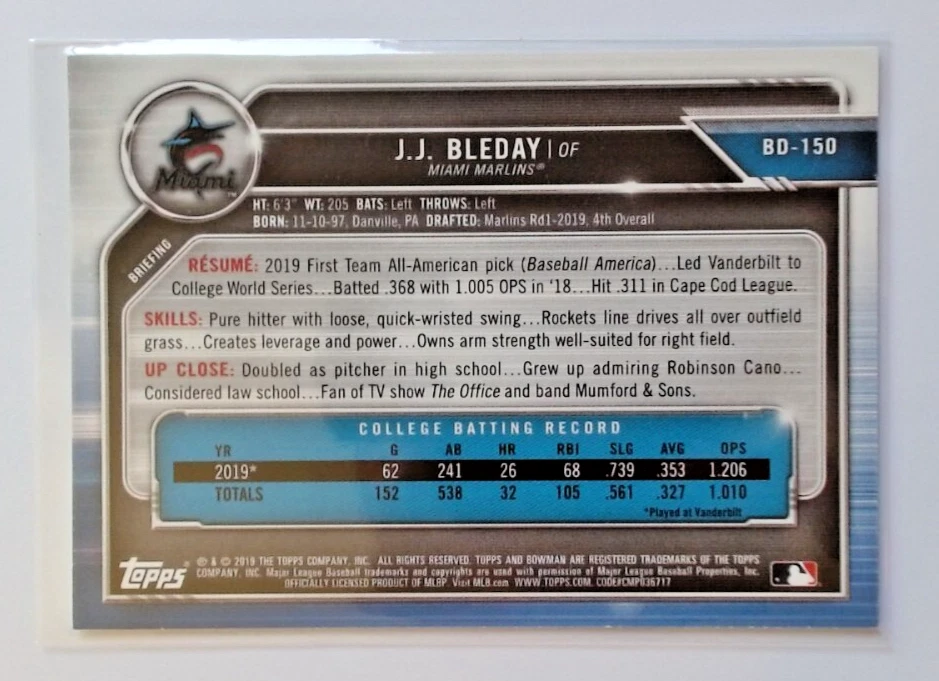 Miami™
J.J. BLEDAY | OF
MIAMI MARLINS®
BD-150
HT: 6'3" WT: 205 BATS: Left THROWS: Left
BORN: 11-10-97, Danville, PA DRAFTED: Marlins Rd1-2019, 4th Overall
BRIEFING
RÉSUMÉ: 2019 First Team All-American pick (Baseball America)...Led Vanderbilt to
College World Series...Batted .368 with 1.005 OPS in '18...Hit .311 in Cape Cod League.
SKILLS: Pure hitter with loose, quick-wristed swing...Rockets line drives all over outfield
grass...Creates leverage and power...Owns arm strength well-suited for right field.
UP CLOSE: Doubled as pitcher in high school...Grew up admiring Robinson Cano...
Considered law school...Fan of TV show The Office and band Mumford & Sons.
COLLEGE BATTING RECORD
YR G AB HR RBI SLG AVG OPS
2019* 62 241 26 68 .739 .353 1.206
TOTALS 152 538 32 105 .561 .327 1.010
*Played at Vanderbilt
Topps®
® & © 2019 THE TOPPS COMPANY, INC. ALL RIGHTS RESERVED. TOPPS AND BOWMAN ARE REGISTERED TRADEMARKS OF THE TOPPS
COMPANY, INC. Major League Baseball trademarks and copyrights are used with permission of Major League Baseball Properties, Inc.
OFFICIALLY LICENSED PRODUCT OF MLBP. Visit MLB.com WWW.TOPPS.COM. CODE#CMP036717